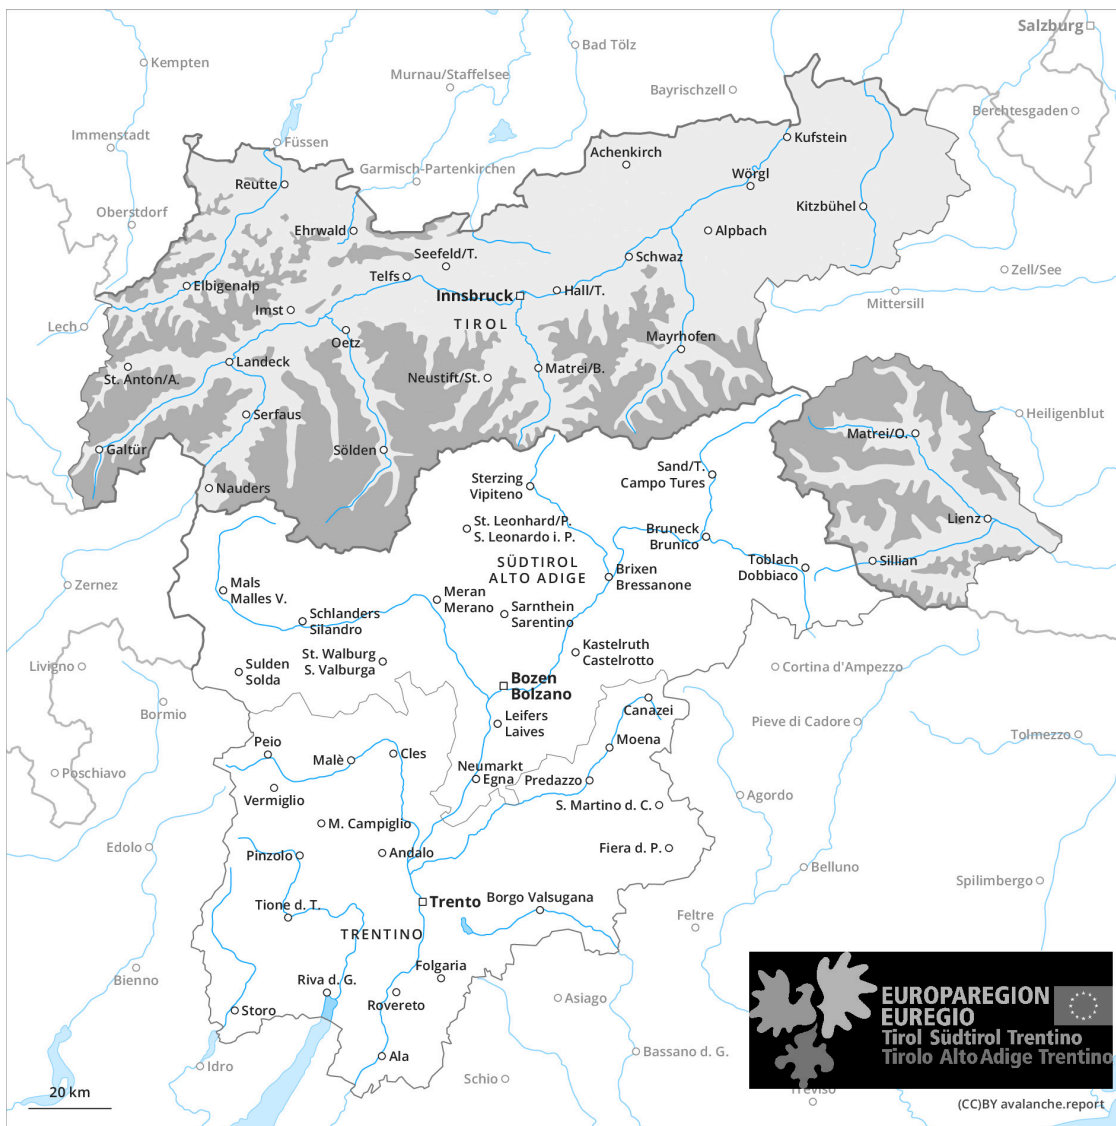 Salzburg
Bad Tölz
Kempten
Murnau/Staffelsee
Bayrischzell
Berchtesgaden
Immenstadt
Füssen
Kufstein
Achenkirch
Garmisch-Partenkirchen
Wörgl
Reutte
Kitzbühel
Oberstdorf
Ehrwald
Alpbach
Seefeld/T.
Schwaz
Zell/See
Telfs
Elbigenalp
Hall/T.
Innsbruck
Mittersill
Imst
TIROL
Lech
Mayrhofen
Oetz
Landeck
Matrei/B.
St. Anton/A.
Neustift/St.
Serfaus
Heiligenblut
Matrei/O.
Galtür
Sölden
Sand/T.
Campo Tures
Sterzing
Vipiteno
Nauders
Lienz
St. Leonhard/P.
S. Leonardo i. P.
Bruneck
Brunico
SÜDTIROL
ALTO ADIGE
Toblach
Dobbiaco
Sillian
Brixen
Bressanone
Zernez
Mals
Malles V.
Meran
Merano
Sarnthein
Sarentino
Schlanders
Silandro
Kastelruth
Castelrotto
St. Walburg
S. Valburga
Livigno
Sulden
Solda
Cortina d'Ampezzo
Bozen
Bolzano
Canazei
Bormio
Leifers
Laives
Pieve di Cadore
Tolmezzo
Peio
Moena
Malè
Cles
Poschiavo
Neumarkt
Egna
Predazzo
Vermiglio
Agordo
S. Martino d. C.
M. Campiglio
Edolo
Pinzolo
Andalo
Fiera d. P.
Belluno
Spilimbergo
Tione d. T.
Trento
Borgo Valsugana
Feltre
TRENTINO
Folgaria
Bienno
Riva d. G.
Rovereto
Asiago
Storo
EUROPAREGION
EUREGIO
Tirol Südtirol Trentino
Tirolo Alto Adige Trentino
Ala
Bassano d. G.
Idro
Schio
Treviso
20 km
(CC)BY avalanche.report